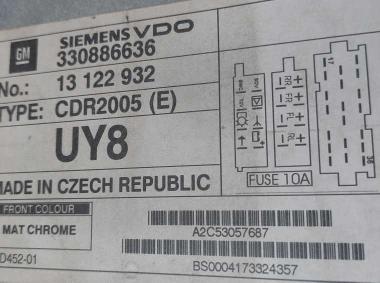 GM
SIEMENS VDO
330886636
No.: 13 122 932
TYPE: CDR2005 (E)
UY8
MADE IN CZECH REPUBLIC
FUSE 10A
FRONT COLOUR
MAT CHROME
D452-01
A2C53057687
BS0004173324357